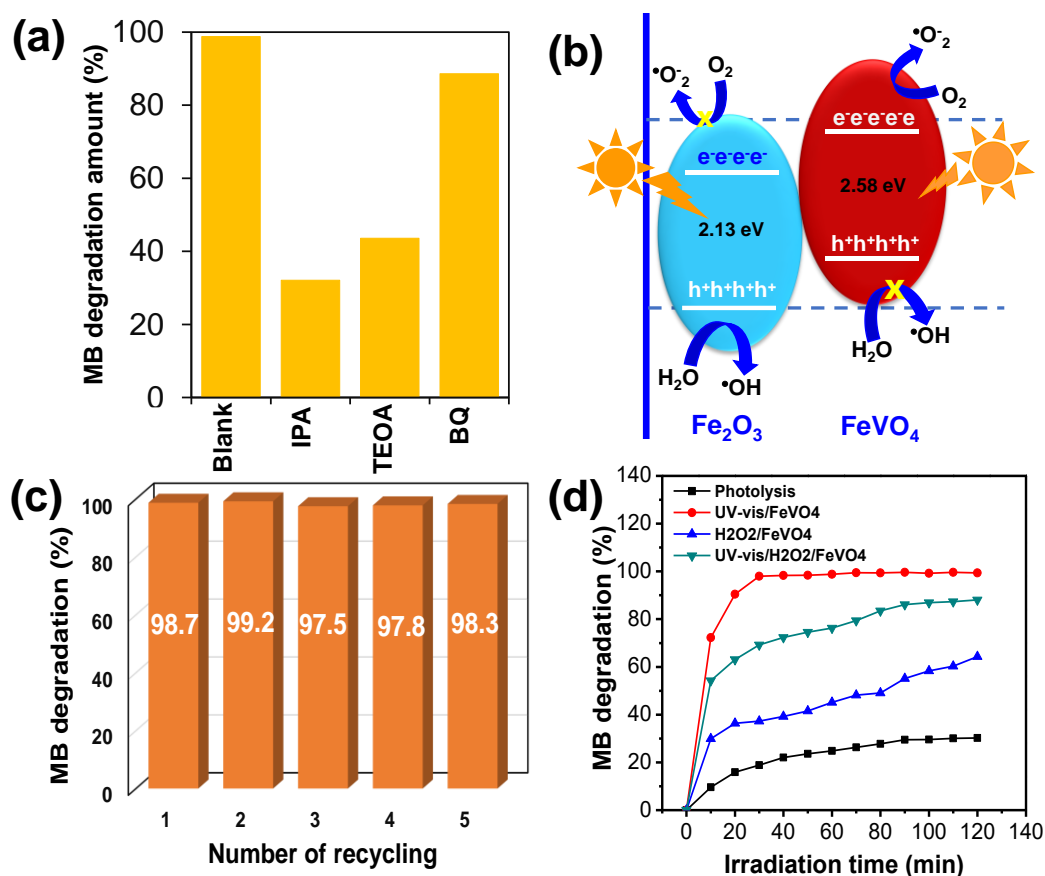 (a)
MB degradation amount (%)
100
80
60
40
20
0
Blank
IPA
TEOA
BQ
(b)
•O⁻₂
O₂
•O⁻₂
O₂
e⁻e⁻e⁻e⁻
e⁻e⁻e⁻e⁻e
2.13 eV
2.58 eV
h⁺h⁺h⁺h⁺
h⁺h⁺h⁺h⁺
H₂O
•OH
H₂O
•OH
Fe₂O₃
FeVO₄
(c)
MB degradation (%)
100
80
60
40
20
0
98.7
99.2
97.5
97.8
98.3
1
2
3
4
5
Number of recycling
(d)
MB degradation (%)
140
120
100
80
60
40
20
0
Photolysis
UV-vis/FeVO4
H2O2/FeVO4
UV-vis/H2O2/FeVO4
0
20
40
60
80
100
120
140
Irradiation time (min)